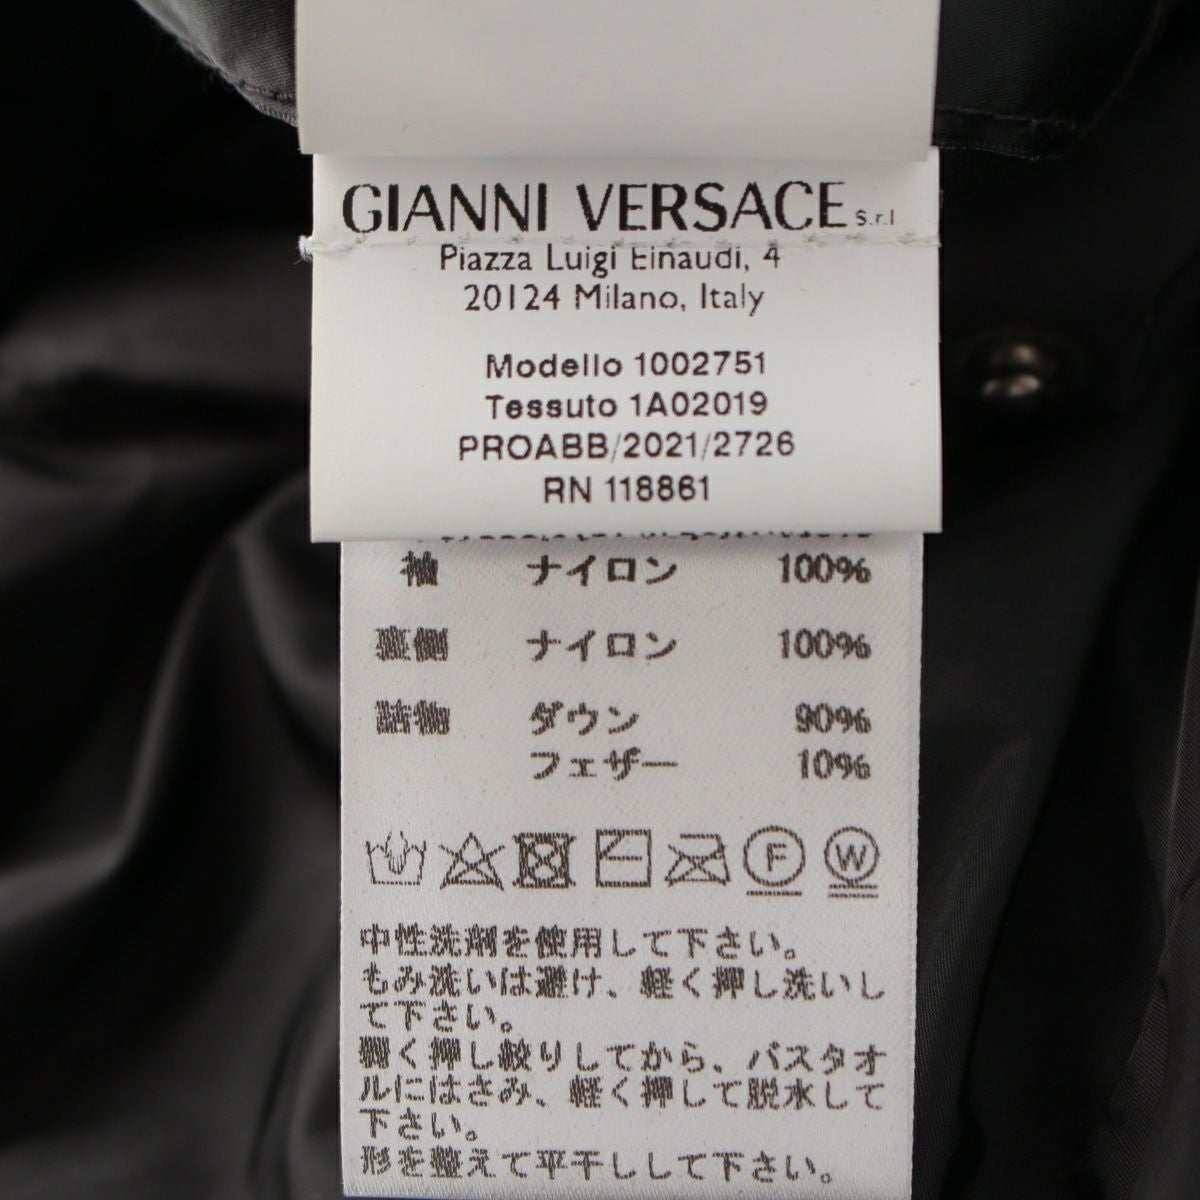 GIANNI VERSACE S.r.l
Piazza Luigi Einaudi, 4
20124 Milano, Italy
Modello 1002751
Tessuto 1A02019
PROABB/2021/2726
RN 118861
袖 ナイロン 100%
裏側 ナイロン 100%
詰物 ダウン 90%
フェザー 10%
F W
中性洗剤を使用して下さい。
もみ洗いは避け、軽く押し洗いし
て下さい。
軽く押し絞りしてから、バスタオ
ルにはさみ、軽く押して脱水して
下さい。
形を整えて平干しして下さい。